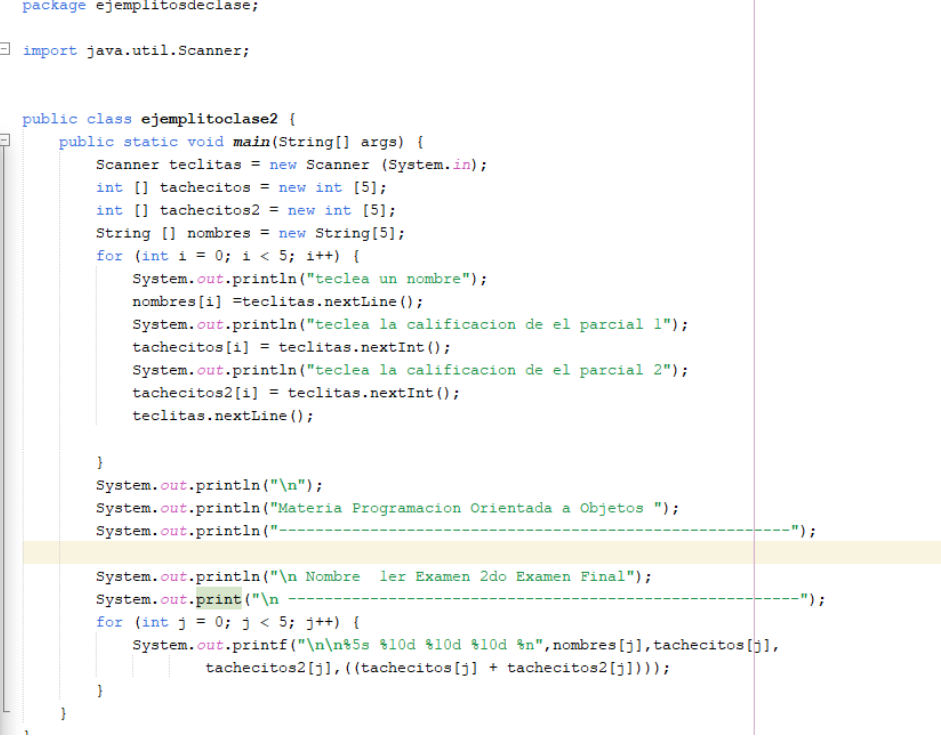 package ejemplitosdeclase;
import java.util.Scanner;
public class ejemplitoclase2 {
public static void main(String[] args) {
Scanner teclitas = new Scanner (System.in);
int [] tachecitos = new int [5];
int [] tachecitos2 = new int [5];
String [] nombres = new String[5];
for (int i = 0; i < 5; i++) {
System.out.println("teclea un nombre");
nombres[i] =teclitas.nextLine();
System.out.println("teclea la calificacion de el parcial 1");
tachecitos[i] = teclitas.nextInt();
System.out.println("teclea la calificacion de el parcial 2");
tachecitos2[i] = teclitas.nextInt();
teclitas.nextLine();
}
System.out.println("\n");
System.out.println("Materia Programacion Orientada a Objetos ");
System.out.println("--------------------------------------------------------");
System.out.println("\n Nombre  1er Examen 2do Examen Final");
System.out.print("\n --------------------------------------------------------");
for (int j = 0; j < 5; j++) {
System.out.printf("\n\n%5s %10d %10d %10d %n",nombres[j],tachecitos[j],
tachecitos2[j],((tachecitos[j] + tachecitos2[j])));
}
}
}